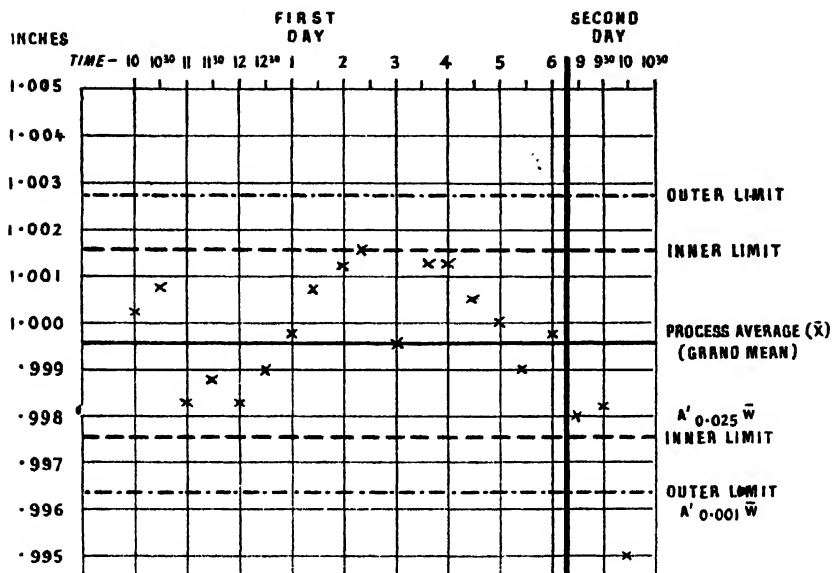 FIRST DAY
SECOND DAY
INCHES
TIME– 10 10³⁰ 11 11³⁰ 12 12³⁰ 1 2 3 4 5 6 9 9³⁰ 10 10³⁰
1·005
1·004
1·003
OUTER LIMIT
1·002
INNER LIMIT
1·001
1·000
PROCESS AVERAGE (x̄)
(GRAND MEAN)
·999
·998
A′ 0·025 w̄
INNER LIMIT
·997
OUTER LIMIT
A′ 0·001 w̄
·996
·995